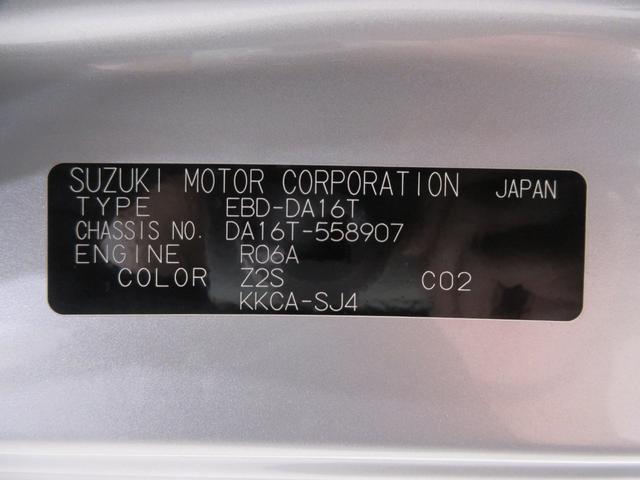 SUZUKI MOTOR CORPORATION JAPAN
TYPE EBD-DA16T
CHASSIS NO. DA16T-558907
ENGINE R06A
COLOR Z2S C02
KKCA-SJ4